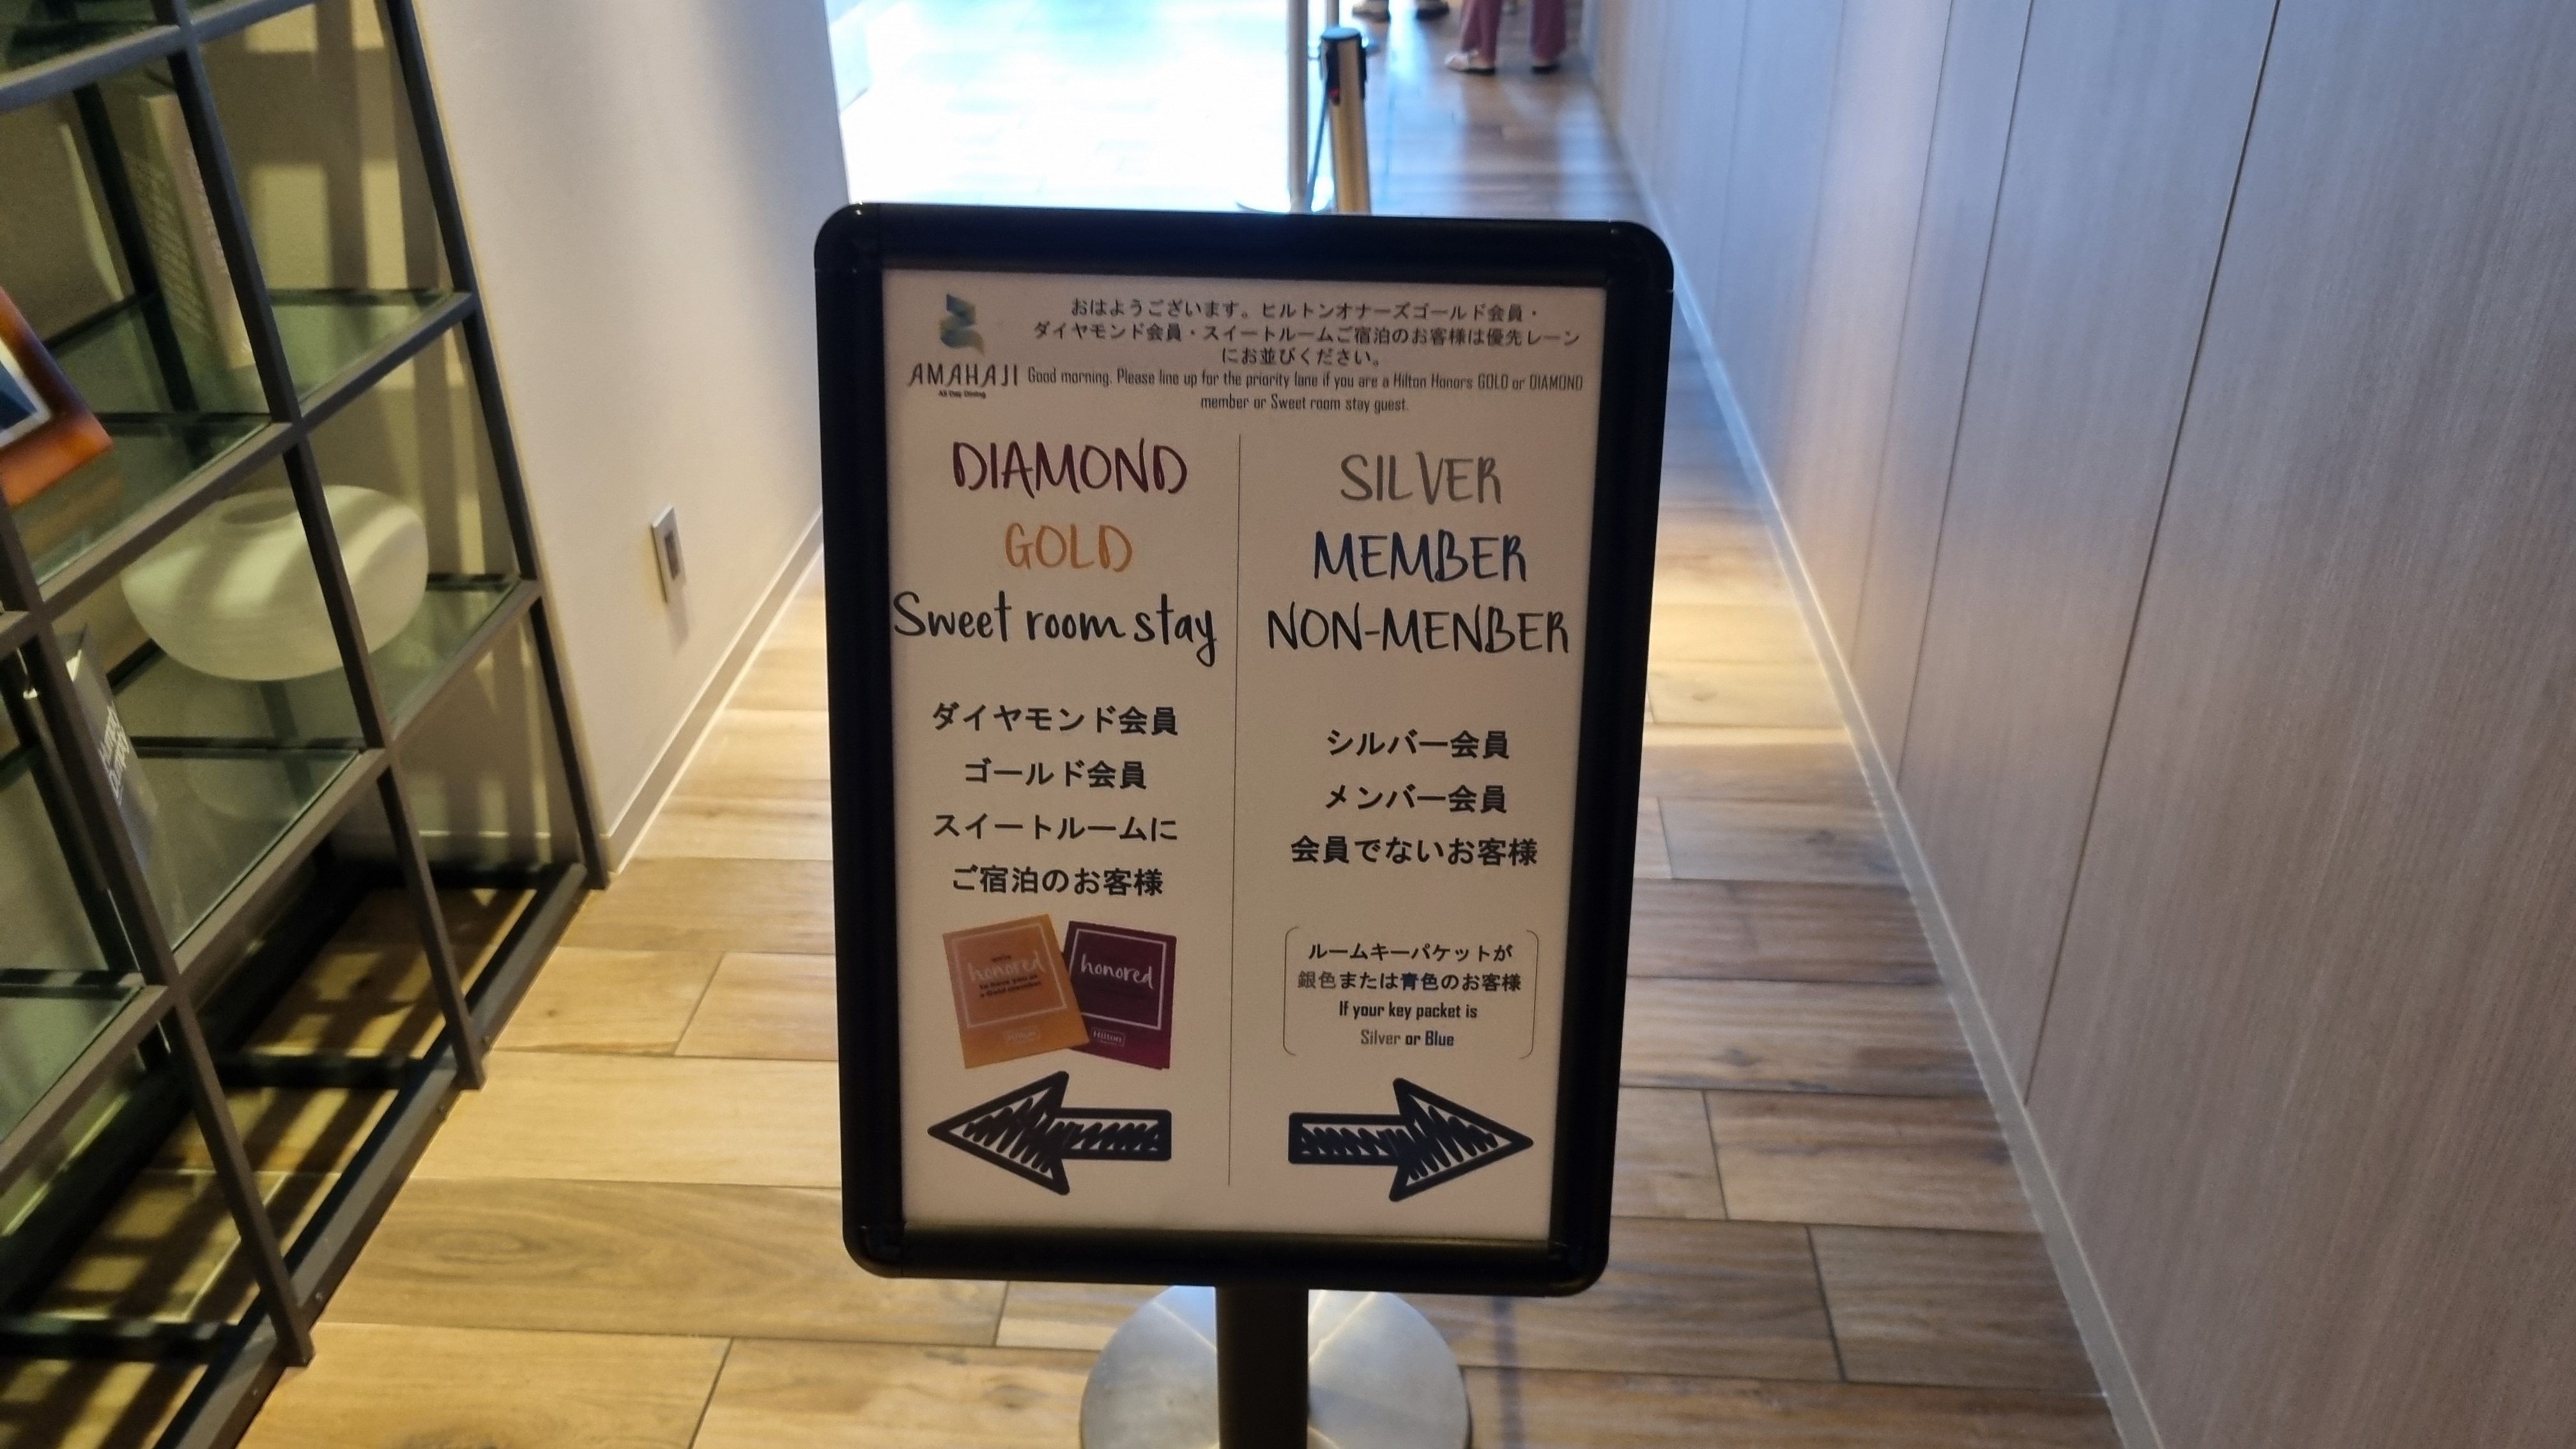 おはようございます。ヒルトンオナーズゴールド会員・
ダイヤモンド会員・スイートルームご宿泊のお客様は優先レーン
にお並びください。
AMAHAJI
All Day Dining
Good morning. Please line up for the priority lane if you are a Hilton Honors GOLD or DIAMOND
member or Sweet room stay guest.
DIAMOND
GOLD
Sweet room stay
ダイヤモンド会員
ゴールド会員
スイートルームに
ご宿泊のお客様
we're
honored
to have you as
a Gold member
honored
Hilton
SILVER
MEMBER
NON-MENBER
シルバー会員
メンバー会員
会員でないお客様
ルームキーパケットが
銀色または青色のお客様
If your key packet is
Silver or Blue